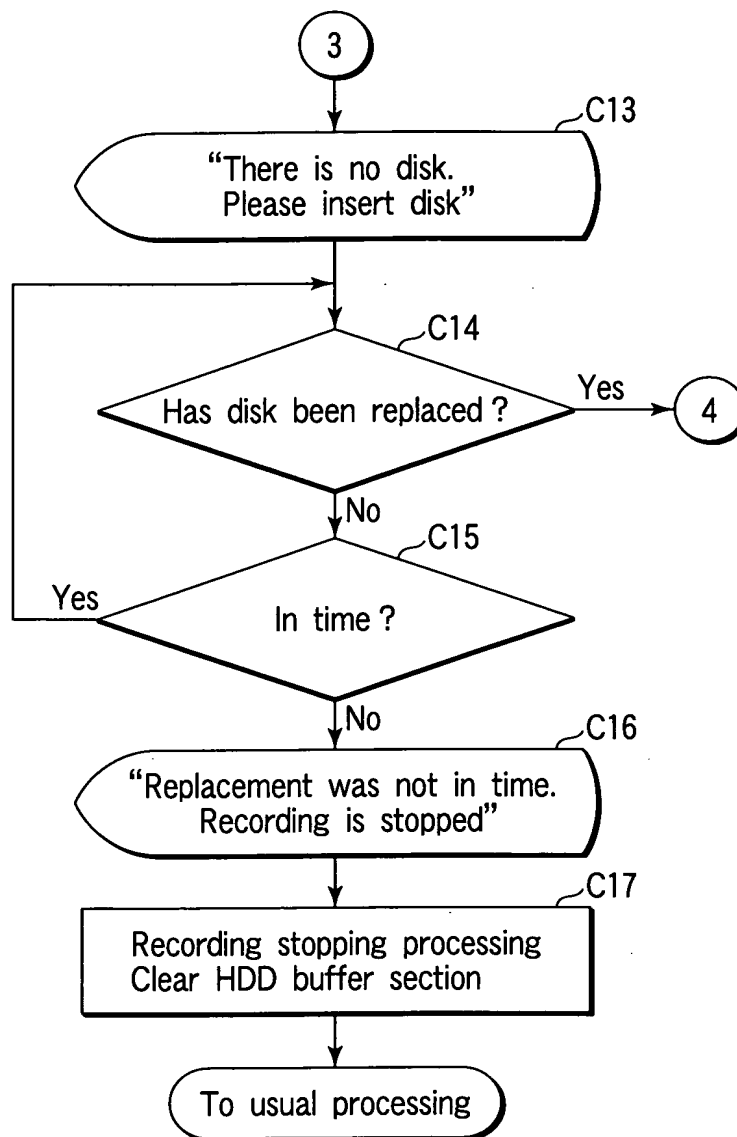 3
C13
“There is no disk.
Please insert disk”
C14
Has disk been replaced ?
Yes
4
No
C15
Yes
In time ?
No
C16
“Replacement was not in time.
Recording is stopped”
C17
Recording stopping processing
Clear HDD buffer section
To usual processing